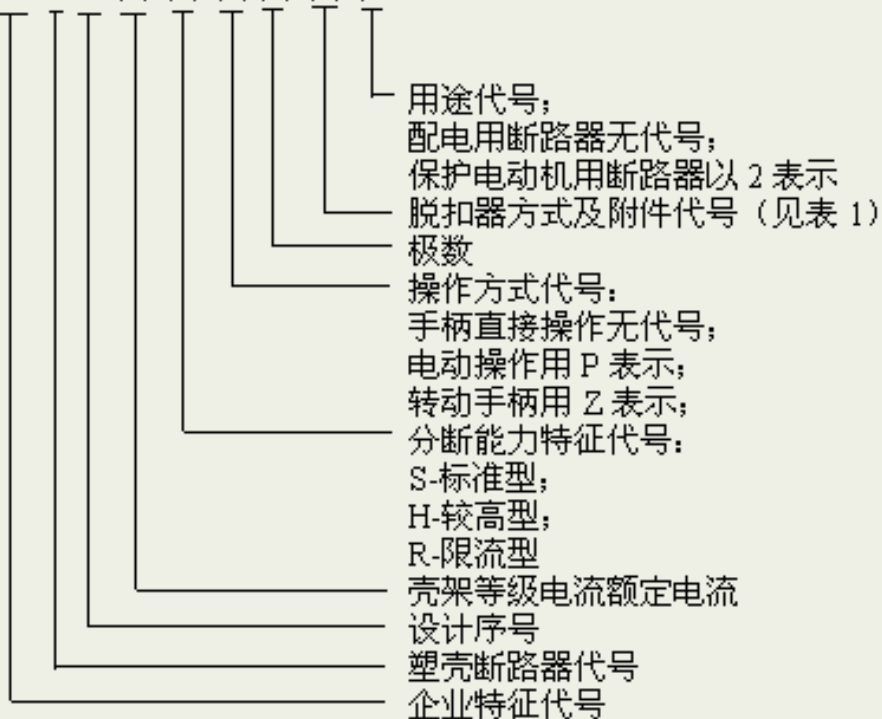 用途代号；
配电用断路器无代号；
保护电动机用断路器以 2 表示
脱扣器方式及附件代号（见表 1）
极数
操作方式代号：
手柄直接操作无代号；
电动操作用 P 表示；
转动手柄用 Z 表示；
分断能力特征代号：
S-标准型；
H-较高型；
R-限流型
壳架等级电流额定电流
设计序号
塑壳断路器代号
企业特征代号